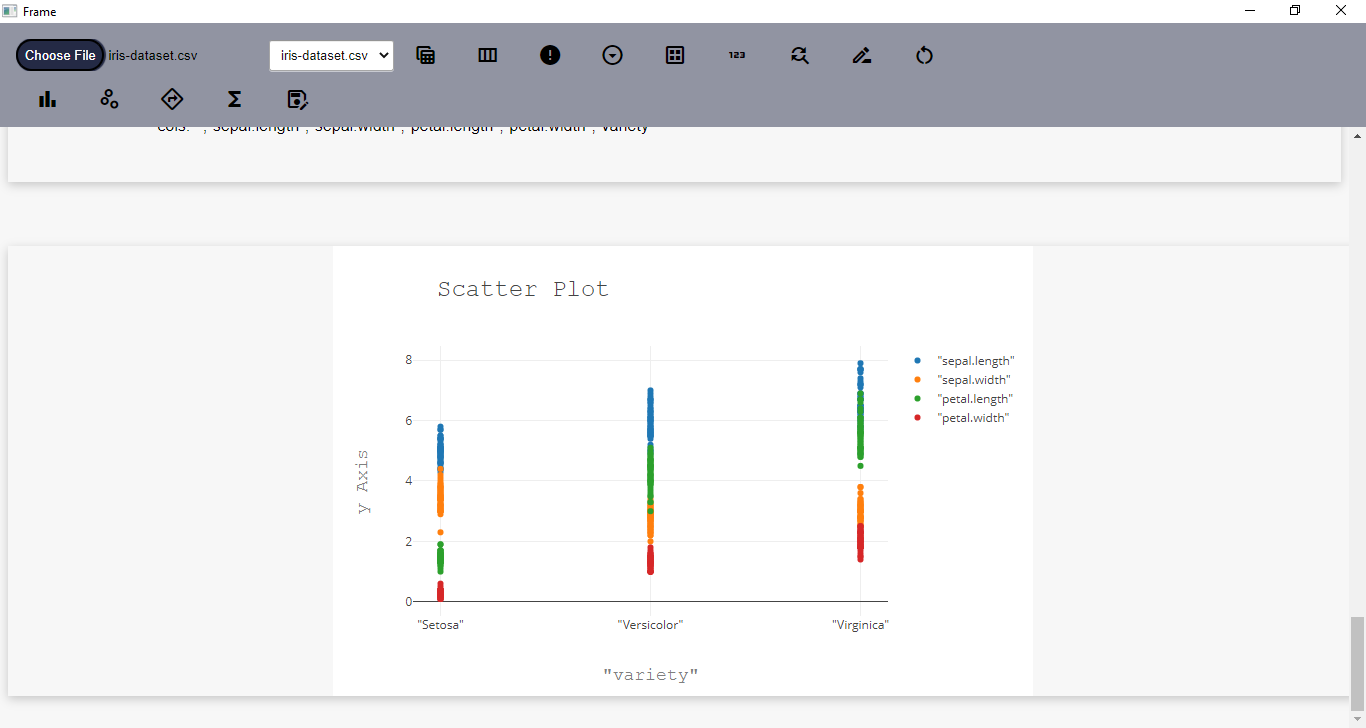 Frame
Choose File iris-dataset.csv
iris-dataset.csv
123
cols: "", "sepal.length", "sepal.width", "petal.length", "petal.width", "variety"
Scatter Plot
8
6
4
2
0
y Axis
"Setosa" "Versicolor" "Virginica"
"variety"
"sepal.length"
"sepal.width"
"petal.length"
"petal.width"